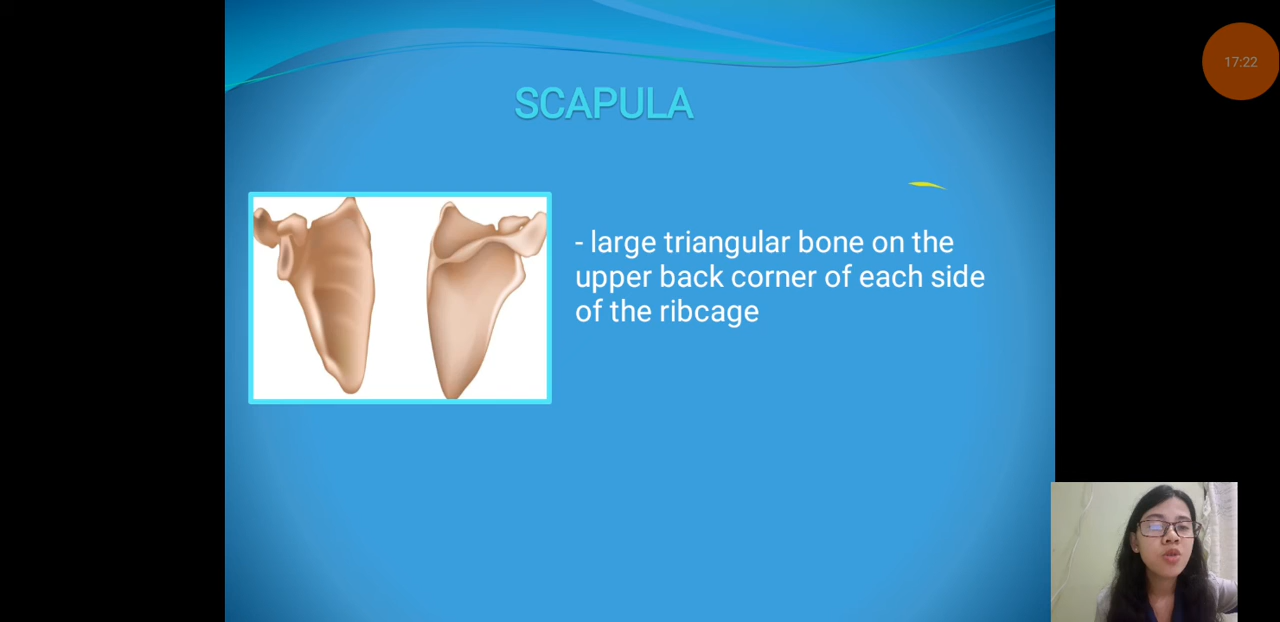 17:22
SCAPULA
- large triangular bone on the
upper back corner of each side
of the ribcage